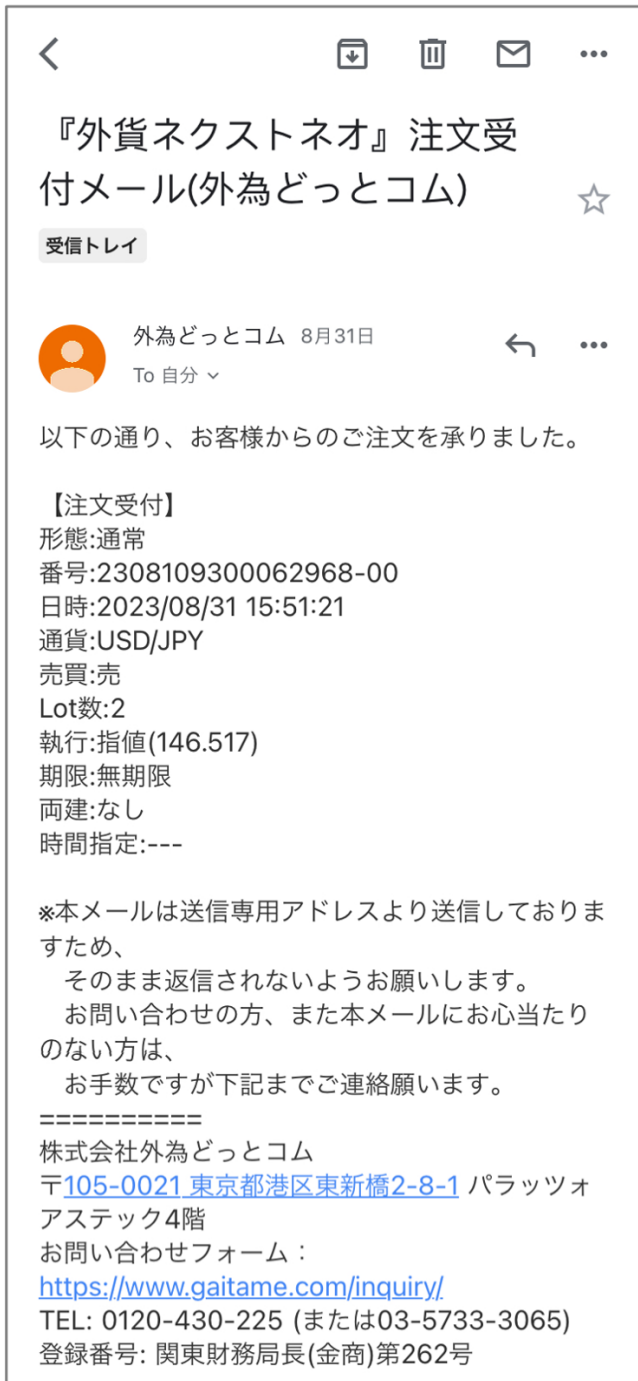 『外貨ネクストネオ』注文受
付メール(外為どっとコム)
受信トレイ
外為どっとコム 8月31日
To 自分
以下の通り、お客様からのご注文を承りました。
【注文受付】
形態:通常
番号:2308109300062968-00
日時:2023/08/31 15:51:21
通貨:USD/JPY
売買:売
Lot数:2
執行:指値(146.517)
期限:無期限
両建:なし
時間指定:---
※本メールは送信専用アドレスより送信しておりま
すため、
そのまま返信されないようお願いします。
お問い合わせの方、また本メールにお心当たり
のない方は、
お手数ですが下記までご連絡願います。
==========
株式会社外為どっとコム
〒105-0021 東京都港区東新橋2-8-1 パラッツォ
アステック4階
お問い合わせフォーム：
https://www.gaitame.com/inquiry/
TEL: 0120-430-225 (または03-5733-3065)
登録番号: 関東財務局長(金商)第262号